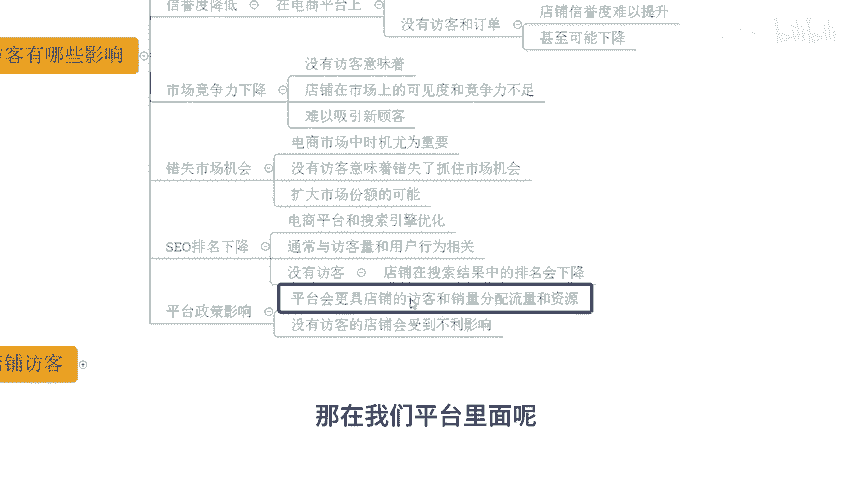 信誉度降低
在电商平台上
没有访客和订单
店铺信誉度难以提升
甚至可能下降
客有哪些影响
市场竞争力下降
没有访客意味着
店铺在市场上的可见度和竞争力不足
难以吸引新顾客
错失市场机会
电商市场中时机尤为重要
没有访客意味着错失了抓住市场机会
扩大市场份额的可能
SEO排名下降
电商平台和搜索引擎优化
通常与访客量和用户行为相关
没有访客
店铺在搜索结果中的排名会下降
平台政策影响
平台会更具店铺的访客和销量分配流量和资源
没有访客的店铺会受到不利影响
店铺访客
那在我们平台里面呢